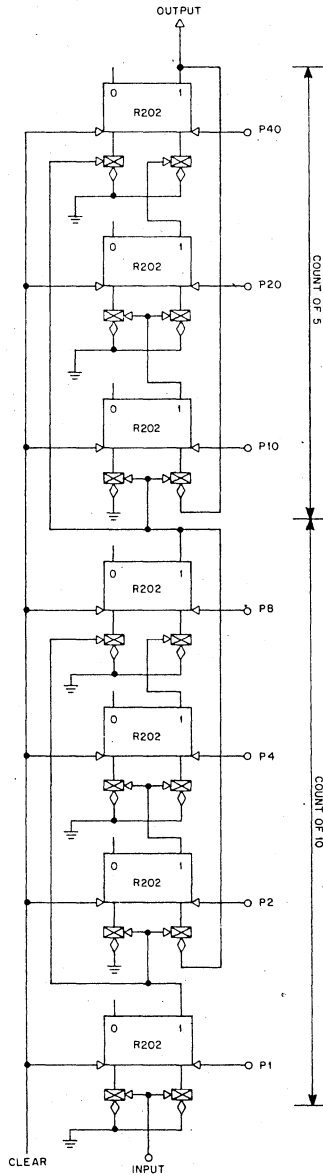 OUTPUT
0 1
R202
P40
0 1
R202
P20
COUNT OF 5
0 1
R202
P10
0 1
R202
P8
0 1
R202
P4
COUNT OF 10
0 1
R202
P2
0 1
R202
P1
CLEAR
INPUT